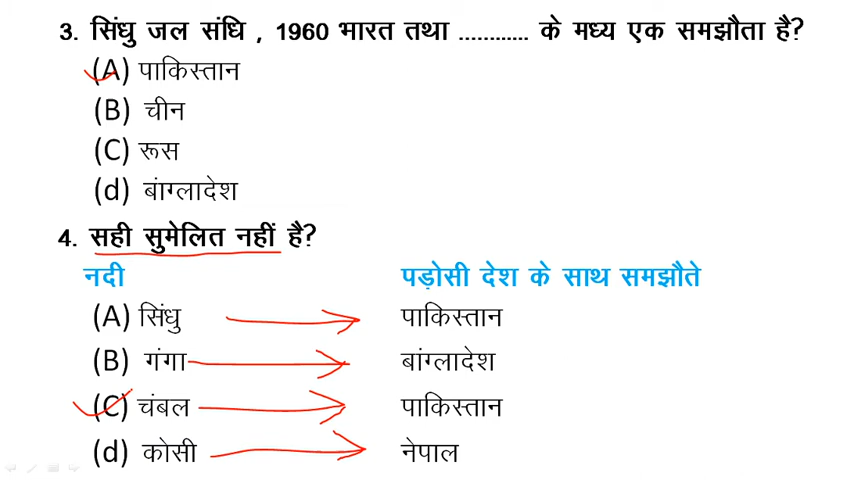 3. सिंधु जल संधि , 1960 भारत तथा ............ के मध्य एक समझौता है?
(A) पाकिस्तान
(B) चीन
(C) रूस
(d) बांग्लादेश
4. सही सुमेलित नहीं है?
नदी पड़ोसी देश के साथ समझौते
(A) सिंधु पाकिस्तान
(B) गंगा बांग्लादेश
(C) चंबल पाकिस्तान
(d) कोसी नेपाल